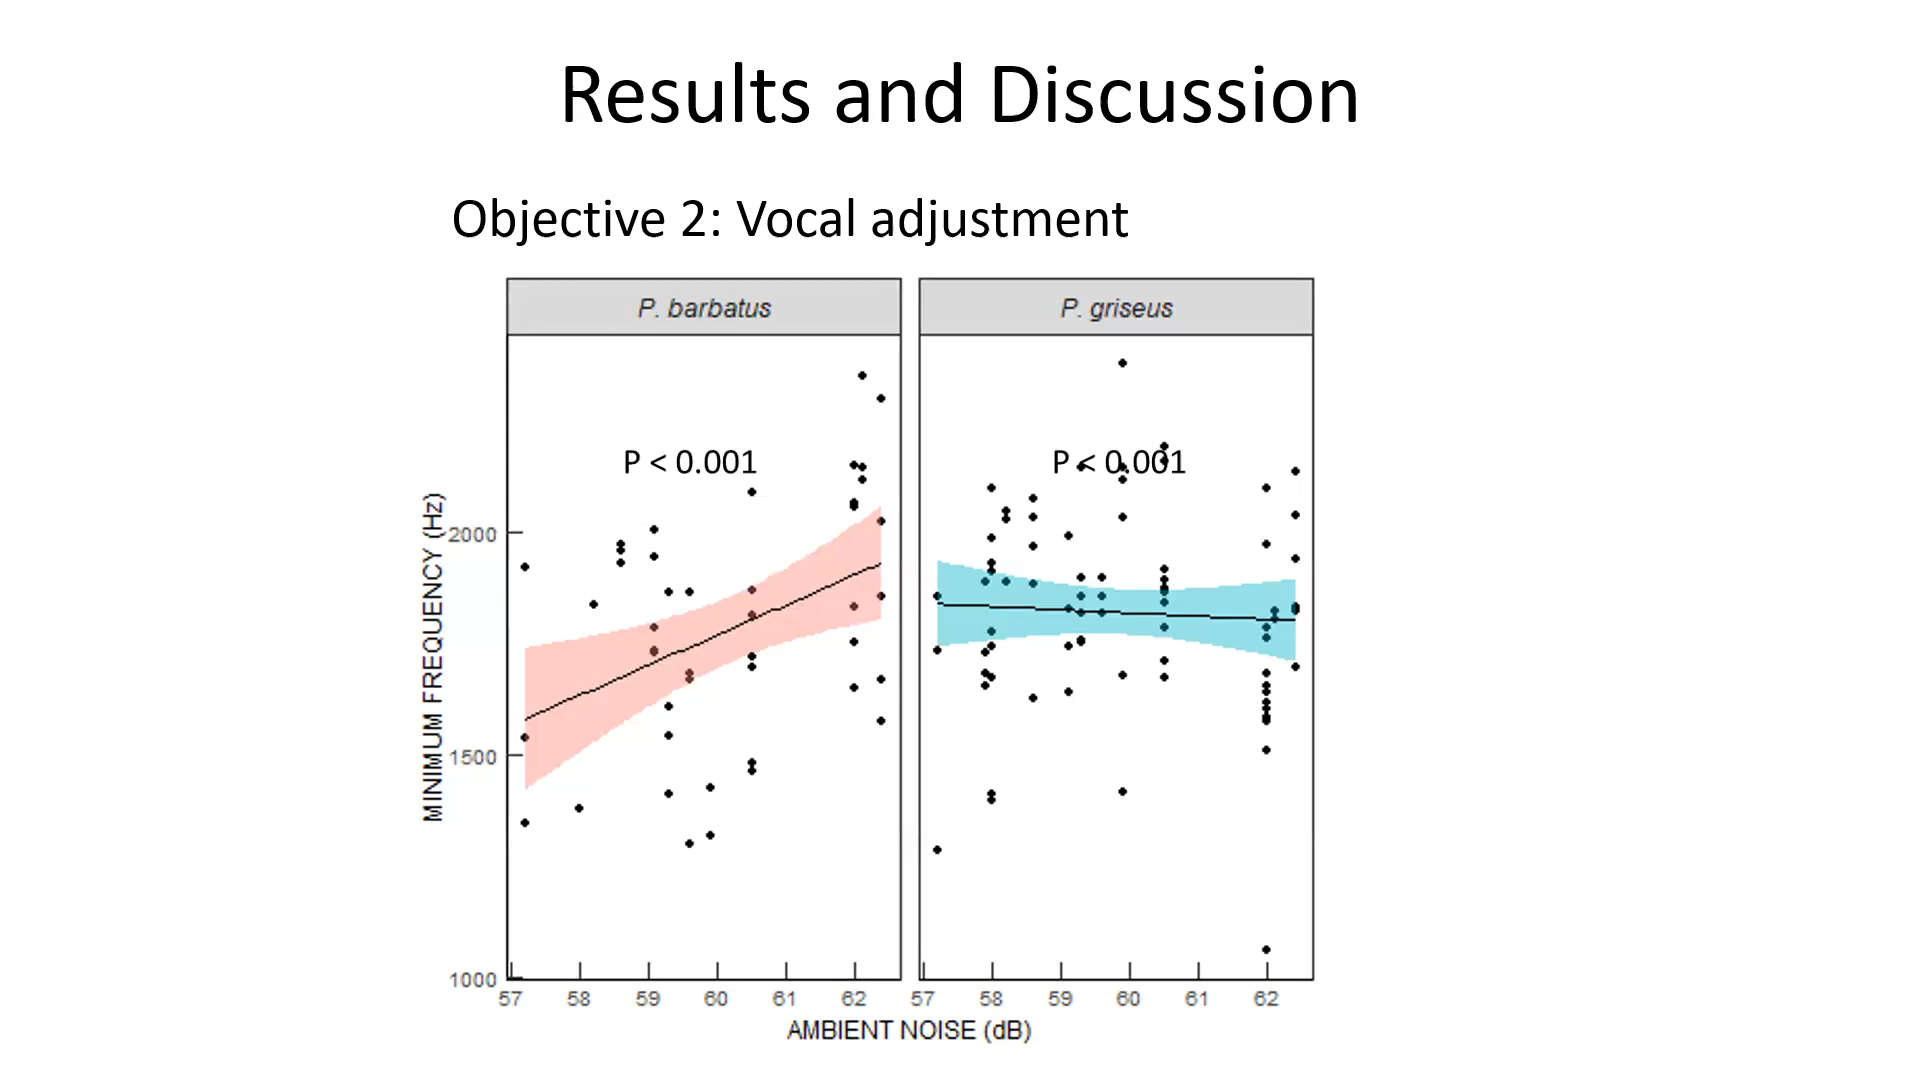 Results and Discussion
Objective 2: Vocal adjustment
P. barbatus
P. griseus
P < 0.001
P < 0.001
MINIMUM FREQUENCY (Hz)
2000
1500
1000
57 58 59 60 61 62
57 58 59 60 61 62
AMBIENT NOISE (dB)